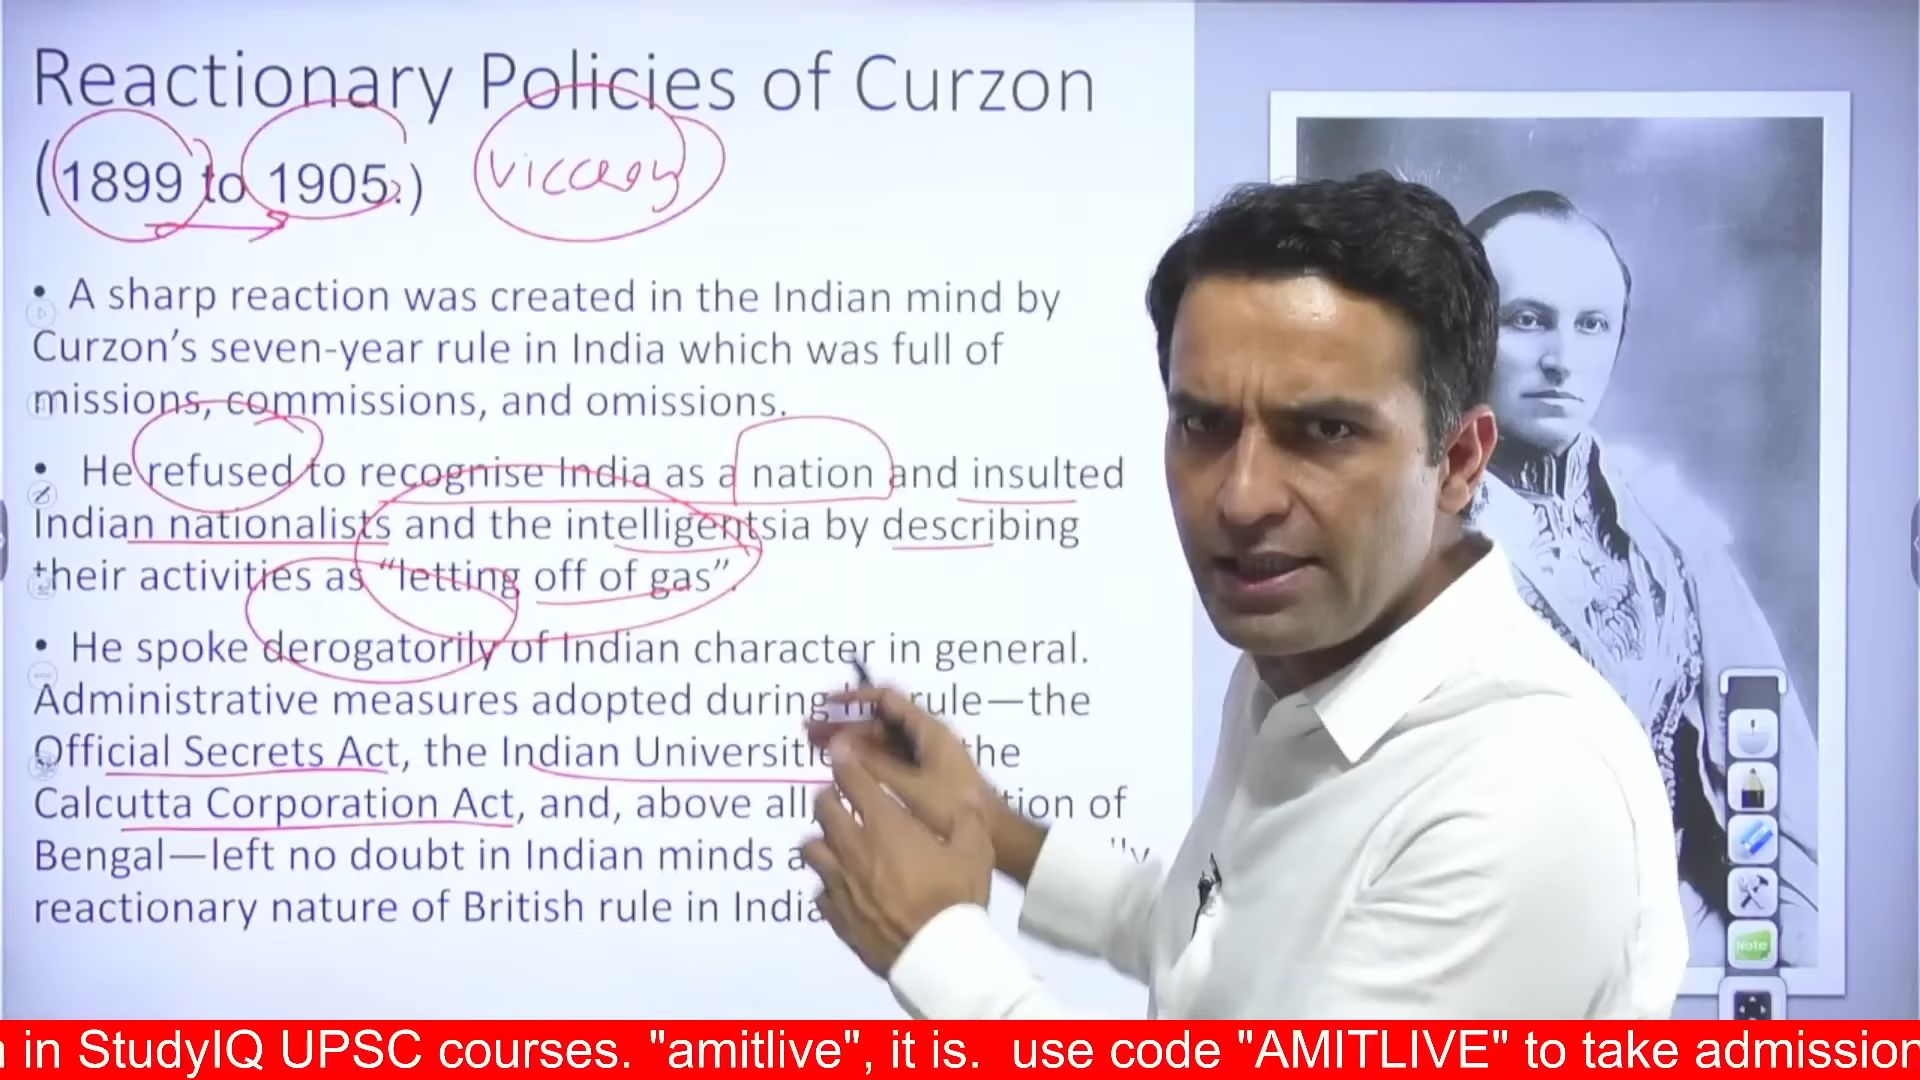 Reactionary Policies of Curzon
(1899 to 1905.) Viceroy
• A sharp reaction was created in the Indian mind by
Curzon’s seven-year rule in India which was full of
missions, commissions, and omissions.
• He refused to recognise India as a nation and insulted
Indian nationalists and the intelligentsia by describing
their activities as “letting off of gas”.
• He spoke derogatorily of Indian character in general.
Administrative measures adopted during rule—the
Official Secrets Act, the Indian the
Calcutta Corporation Act, and, above all, of
Bengal—left no doubt in Indian minds
reactionary nature of British rule in India
Note
in StudyIQ UPSC courses. "amitlive", it is. use code "AMITLIVE" to take admission